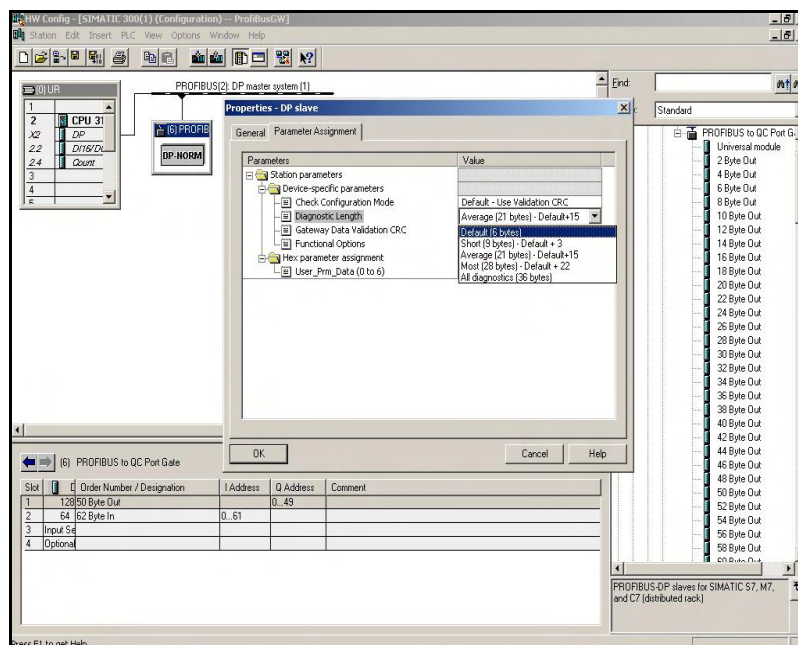 HW Config - [SIMATIC 300(1) (Configuration) -- ProfiBusGW]
Station Edit Insert PLC View Options Window Help
(0) UR
1
2 CPU 31
X2 DP
2.2 DI16/DO
2.4 Count
3
4
5
PROFIBUS(2): DP master system (1)
(6) PROFIB
DP-NORM
Properties - DP slave
General Parameter Assignment
Parameters Value
Station parameters
Device-specific parameters
Check Configuration Mode Default - Use Validation CRC
Diagnostic Length Average (21 bytes) - Default+15
Gateway Data Validation CRC Default (6 bytes)
Functional Options Short (9 bytes) - Default + 3
Average (21 bytes) - Default+15
Hex parameter assignment Most (28 bytes) - Default + 22
User_Prm_Data (0 to 6) All diagnostics (36 bytes)
OK Cancel Help
Find:
Standard
PROFIBUS to QC Port G
Universal module
2 Byte Out
4 Byte Out
6 Byte Out
8 Byte Out
10 Byte Out
12 Byte Out
14 Byte Out
16 Byte Out
18 Byte Out
20 Byte Out
22 Byte Out
24 Byte Out
26 Byte Out
28 Byte Out
30 Byte Out
32 Byte Out
34 Byte Out
36 Byte Out
38 Byte Out
40 Byte Out
42 Byte Out
44 Byte Out
46 Byte Out
48 Byte Out
50 Byte Out
52 Byte Out
54 Byte Out
56 Byte Out
58 Byte Out
60 Byte Out
PROFIBUS-DP slaves for SIMATIC S7, M7,
and C7 (distributed rack)
(6) PROFIBUS to QC Port Gate
Slot D Order Number / Designation I Address Q Address Comment
1 128 50 Byte Out 0...49
2 64 62 Byte In 0...61
3 Input Se
4 Optional
Press F1 to get Help.